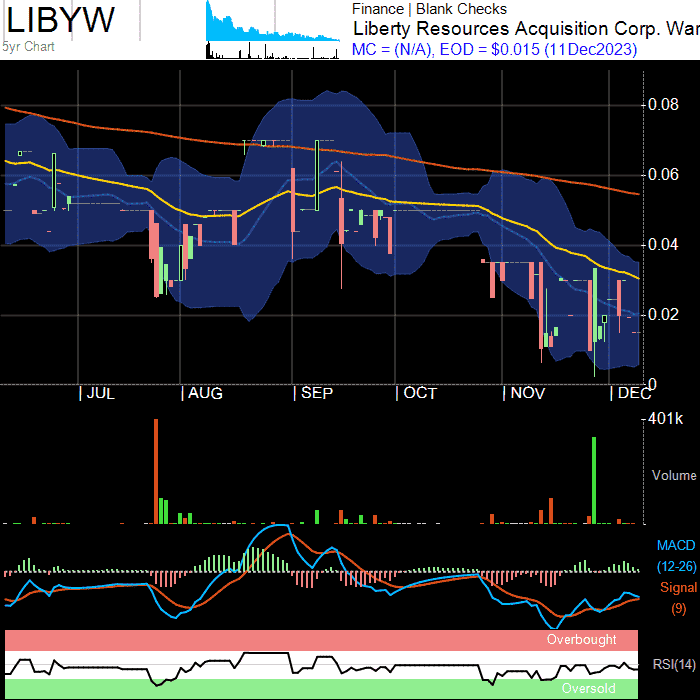 LIBYW
5yr Chart
Finance | Blank Checks
Liberty Resources Acquisition Corp. War
MC = (N/A), EOD = $0.015 (11Dec2023)
0.08
0.06
0.04
0.02
0
JUL AUG SEP OCT NOV DEC
401k
Volume
MACD
(12-26)
Signal
(9)
Overbought
RSI(14)
Oversold